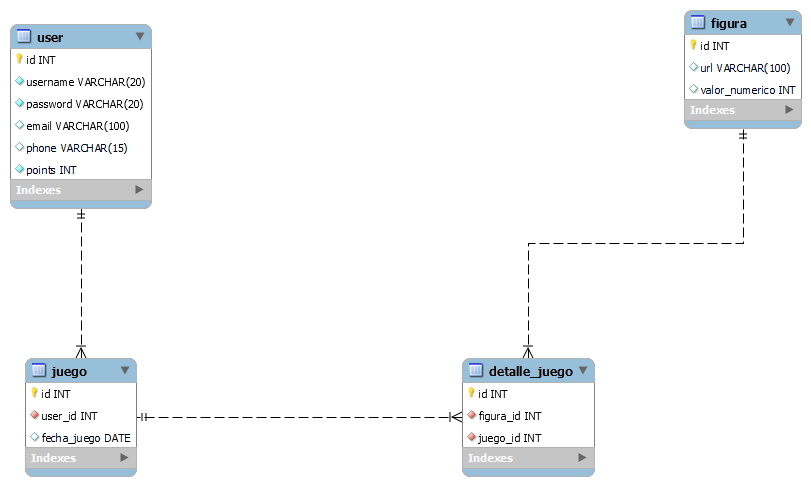 user
id INT
username VARCHAR(20)
password VARCHAR(20)
email VARCHAR(100)
phone VARCHAR(15)
points INT
Indexes
figura
id INT
url VARCHAR(100)
valor_numerico INT
Indexes
juego
id INT
user_id INT
fecha_juego DATE
Indexes
detalle_juego
id INT
figura_id INT
juego_id INT
Indexes